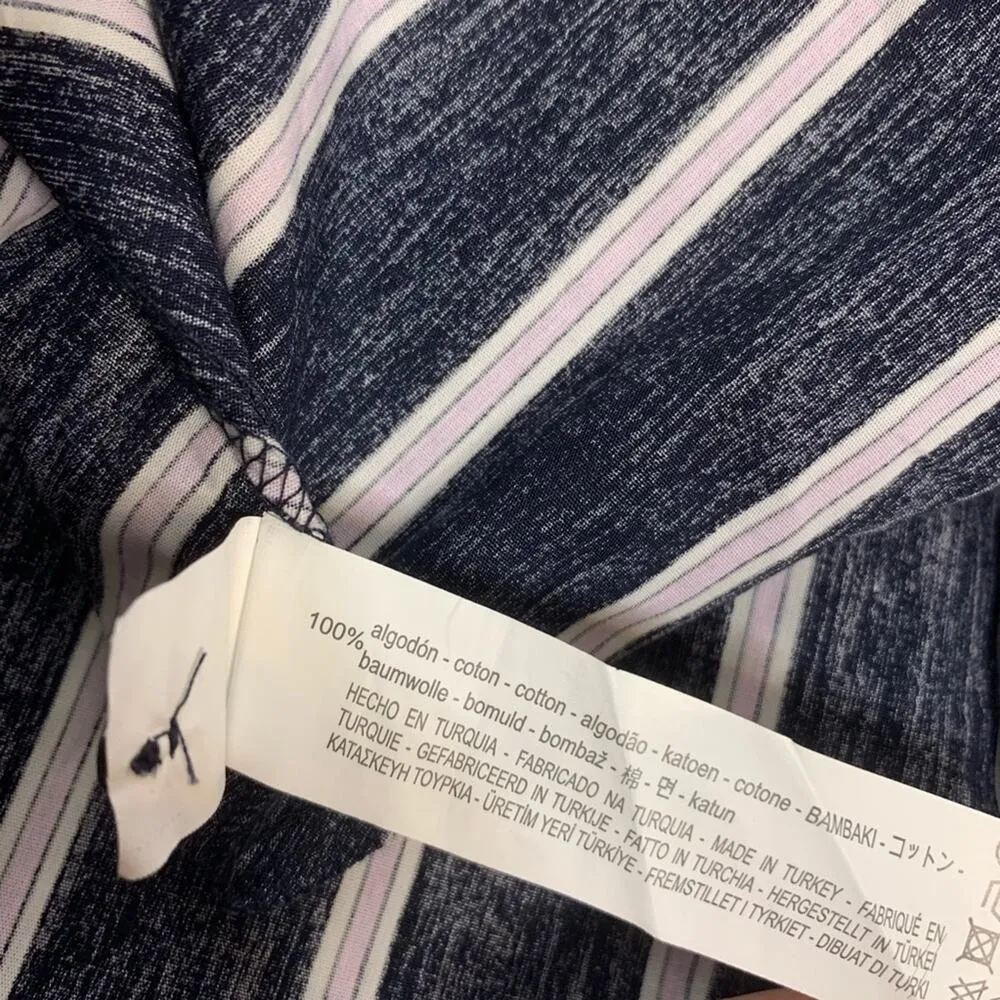 100% algodón - coton - cotton - algodão - katoen - cotone - BAMBAKI - コットン -
baumwolle - bomuld - bombaž - 棉 - 면 - katun
HECHO EN TURQUIA - FABRICADO NA TURQUIA - MADE IN TURKEY - FABRIQUÉ EN
TURQUIE - GEFABRICEERD IN TURKIJE - FATTO IN TURCHIA - HERGESTELLT IN TÜRKEI
ΚΑΤΑΣΚΕΥΗ ΤΟΥΡΚΙΑ - ÜRETİM YERİ TÜRKİYE - FREMSTILLET I TYRKIET - DIBUAT DI TURKI